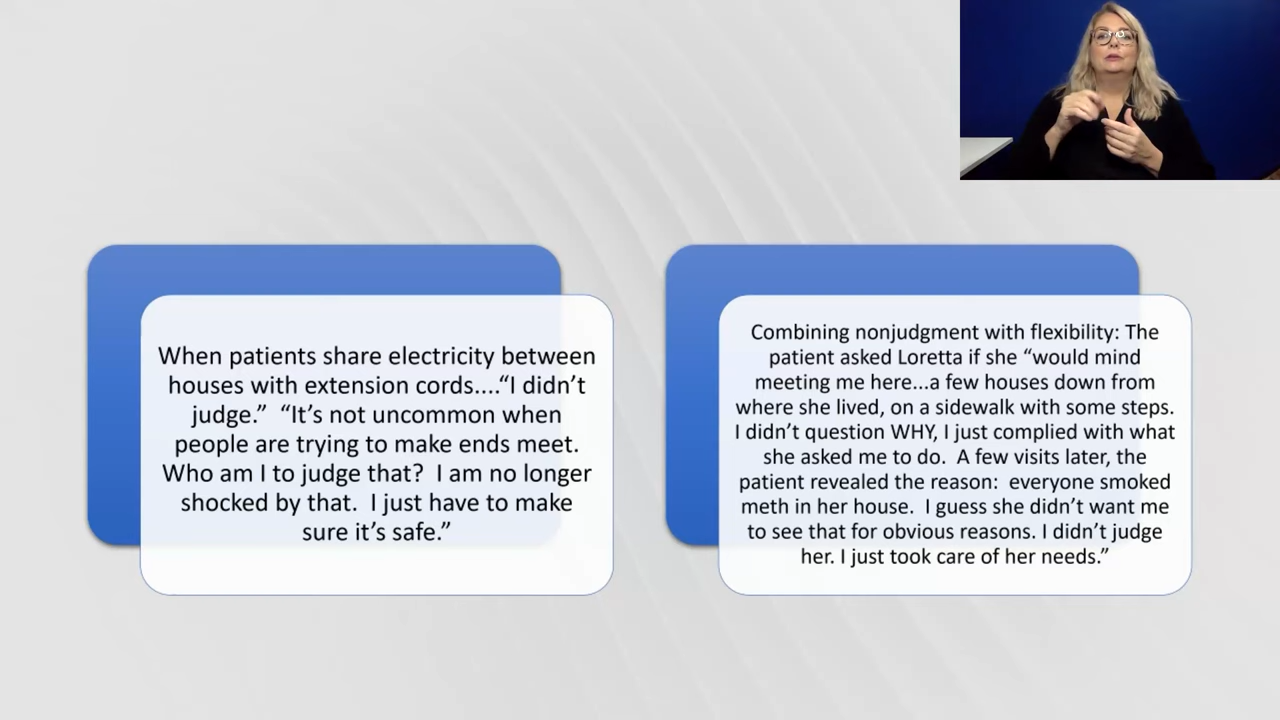 When patients share electricity between
houses with extension cords....“I didn’t
judge.”  “It’s not uncommon when
people are trying to make ends meet.
Who am I to judge that?  I am no longer
shocked by that.  I just have to make
sure it’s safe.”
Combining nonjudgment with flexibility: The
patient asked Loretta if she “would mind
meeting me here...a few houses down from
where she lived, on a sidewalk with some steps.
I didn’t question WHY, I just complied with what
she asked me to do.  A few visits later, the
patient revealed the reason:  everyone smoked
meth in her house.  I guess she didn’t want me
to see that for obvious reasons. I didn’t judge
her. I just took care of her needs.”